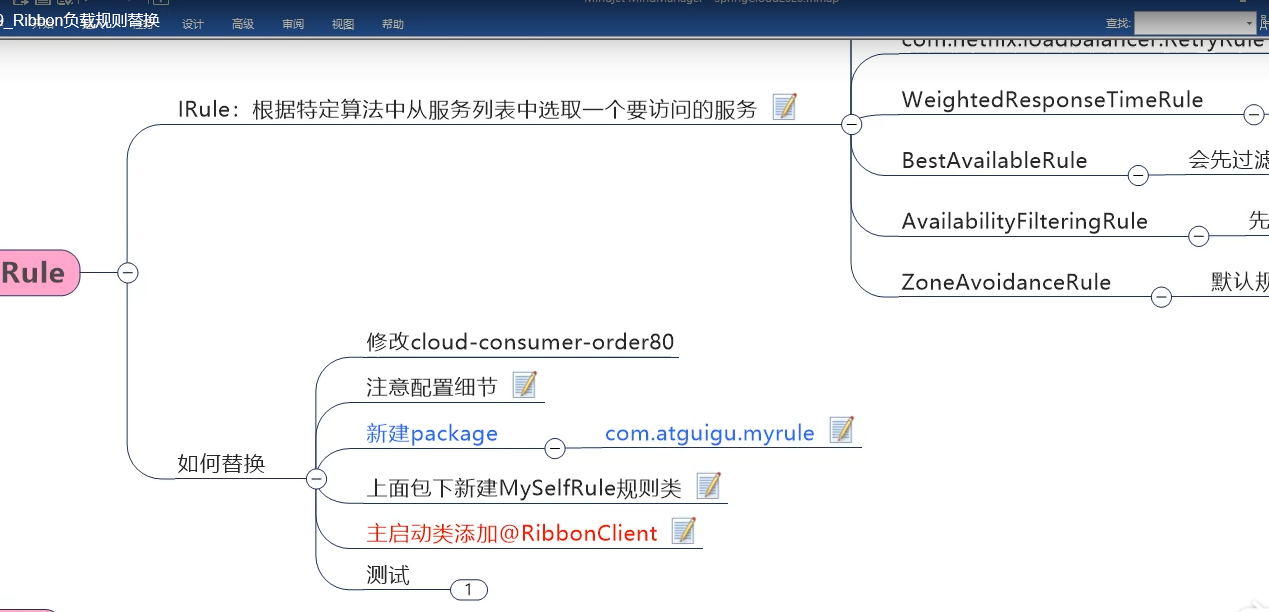 9_Ribbon负载规则替换
设计 高级 审阅 视图 帮助
查找:
com.netflix.loadbalancer.RetryRule
IRule：根据特定算法中从服务列表中选取一个要访问的服务
WeightedResponseTimeRule
BestAvailableRule
会先过滤
AvailabilityFilteringRule
先
ZoneAvoidanceRule
默认规
Rule
修改cloud-consumer-order80
注意配置细节
新建package
com.atguigu.myrule
如何替换
上面包下新建MySelfRule规则类
主启动类添加@RibbonClient
测试
1